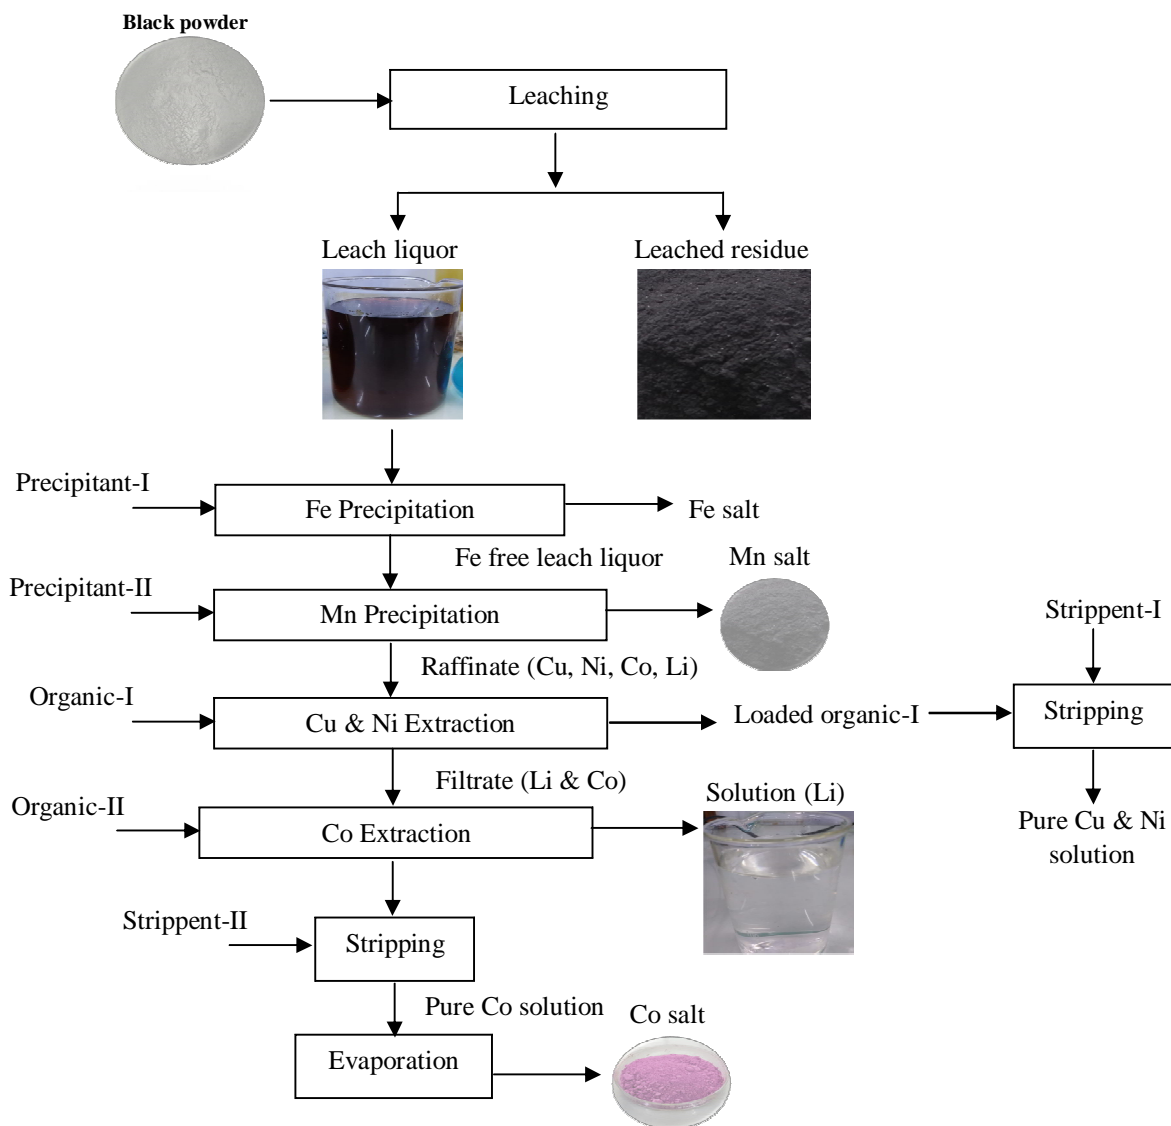 Black powder
Leaching
Leach liquor
Leached residue
Precipitant-I
Fe Precipitation
Fe salt
Fe free leach liquor
Mn salt
Precipitant-II
Mn Precipitation
Strippent-I
Raffinate (Cu, Ni, Co, Li)
Organic-I
Cu & Ni Extraction
Loaded organic-I
Stripping
Filtrate (Li & Co)
Solution (Li)
Organic-II
Co Extraction
Pure Cu & Ni
solution
Strippent-II
Stripping
Pure Co solution
Co salt
Evaporation